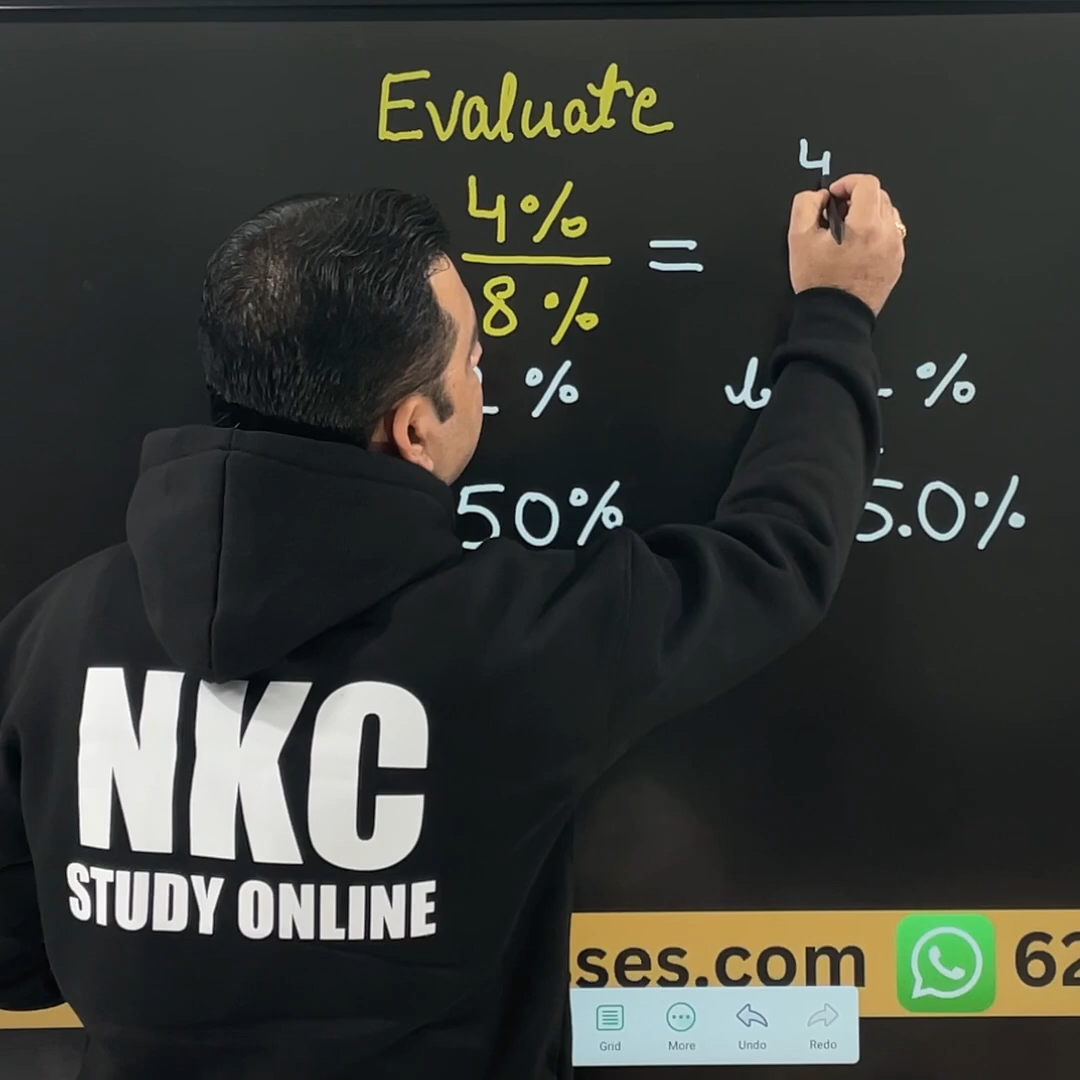 Evaluate
4% = 4
8%
%
b %
50%
5.0%
NKC
STUDY ONLINE
ses.com 62
Grid More Undo Redo